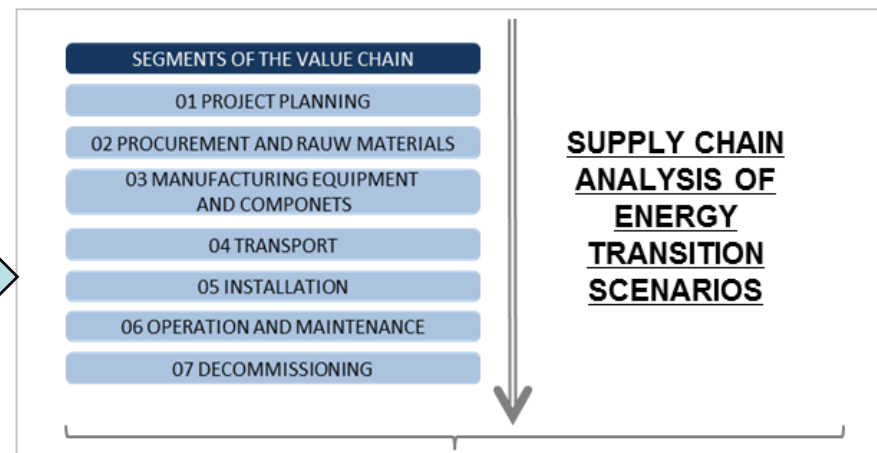 SEGMENTS OF THE VALUE CHAIN
01 PROJECT PLANNING
02 PROCUREMENT AND RAUW MATERIALS
03 MANUFACTURING EQUIPMENT
AND COMPONETS
04 TRANSPORT
05 INSTALLATION
06 OPERATION AND MAINTENANCE
07 DECOMMISSIONING
SUPPLY CHAIN
ANALYSIS OF
ENERGY
TRANSITION
SCENARIOS